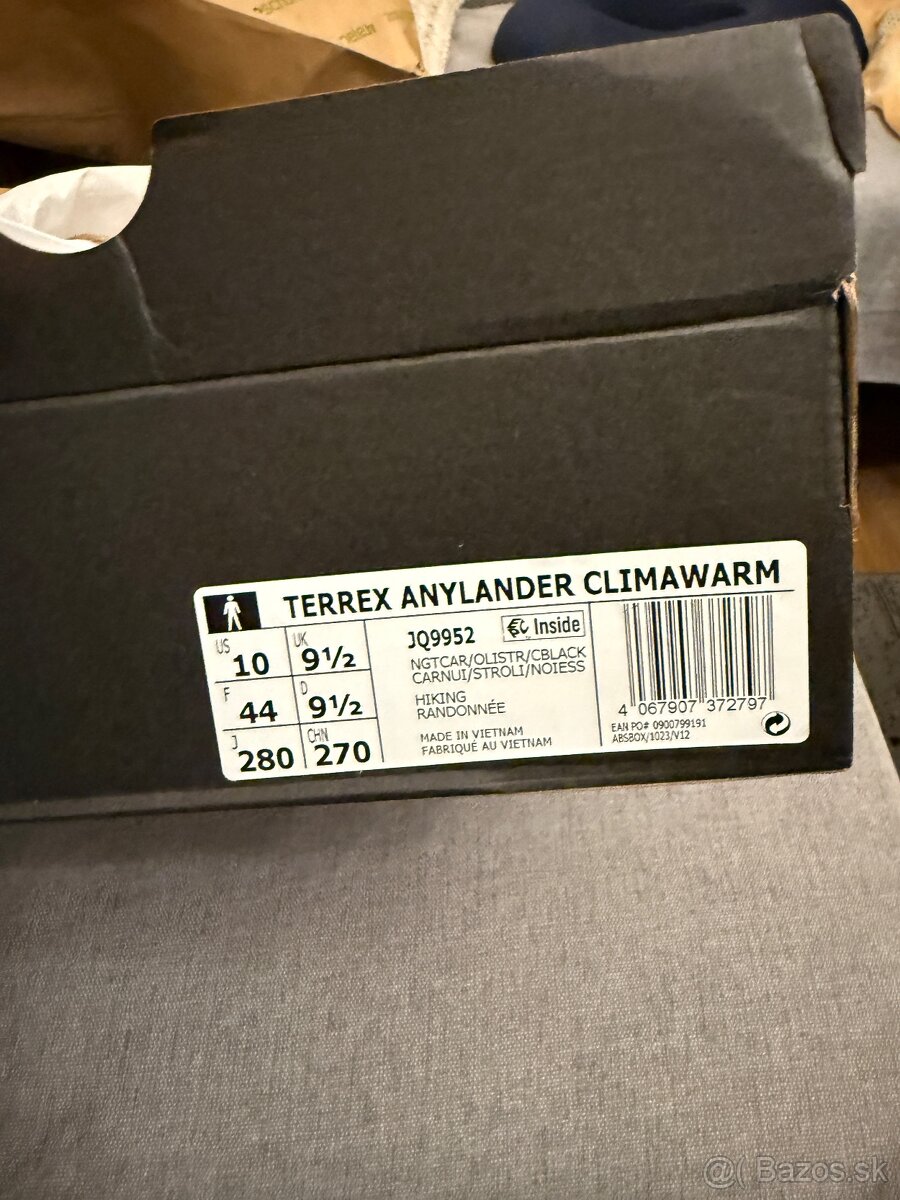 TERREX ANYLANDER CLIMAWARM
US 10 UK 9½
F 44 D 9½
J 280 CHN 270
JQ9952 Inside
NGTCAR/OLISTR/CBLACK
CARNUI/STROLI/NOIESS
HIKING
RANDONNÉE
MADE IN VIETNAM
FABRIQUÉ AU VIETNAM
4 067907 372797
EAN PO# 0900799191
ABSBOX/1023/V12
@( Bazos.sk